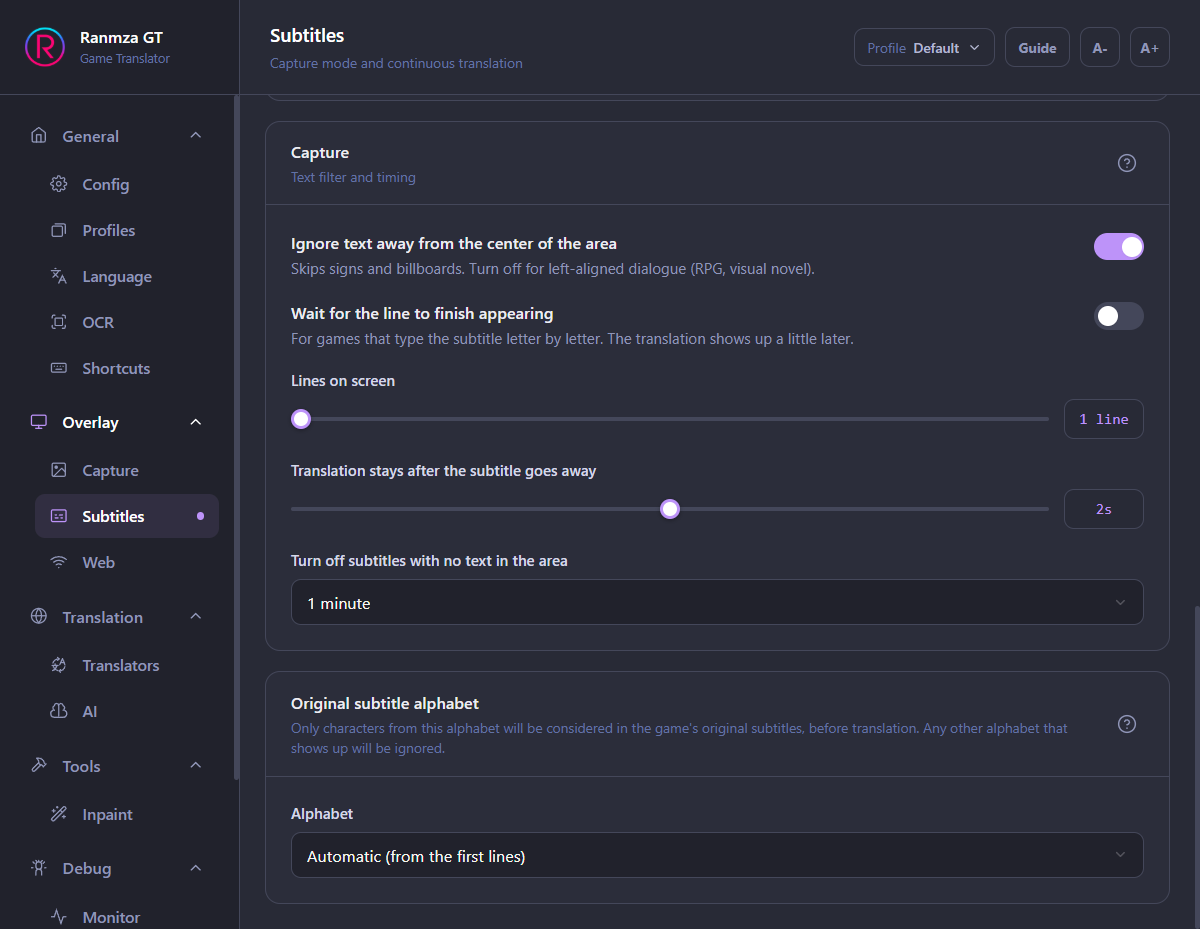 Ranmza GT
Game Translator
General
Config
Profiles
Language
OCR
Shortcuts
Overlay
Capture
Subtitles
Web
Translation
Translators
AI
Tools
Inpaint
Debug
Monitor
Subtitles
Capture mode and continuous translation
Profile Default
Guide
A-
A+
Capture
Text filter and timing
Ignore text away from the center of the area
Skips signs and billboards. Turn off for left-aligned dialogue (RPG, visual novel).
Wait for the line to finish appearing
For games that type the subtitle letter by letter. The translation shows up a little later.
Lines on screen
1 line
Translation stays after the subtitle goes away
2s
Turn off subtitles with no text in the area
1 minute
Original subtitle alphabet
Only characters from this alphabet will be considered in the game's original subtitles, before translation. Any other alphabet that
shows up will be ignored.
Alphabet
Automatic (from the first lines)